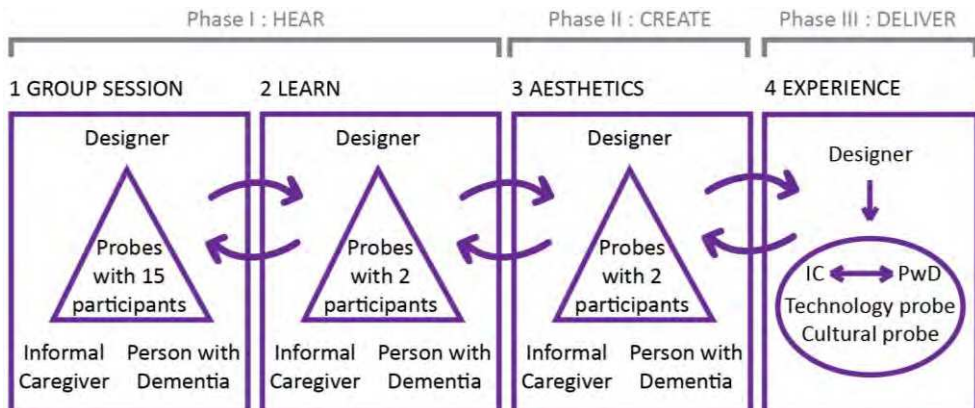 Phase I : HEAR
Phase II : CREATE
Phase III : DELIVER
1 GROUP SESSION
2 LEARN
3 AESTHETICS
4 EXPERIENCE
Designer
Probes
with 15
participants
Informal
Caregiver
Person with
Dementia
Designer
Probes
with 2
participants
Informal
Caregiver
Person with
Dementia
Designer
Probes
with 2
participants
Informal
Caregiver
Person with
Dementia
Designer
IC
PwD
Technology probe
Cultural probe